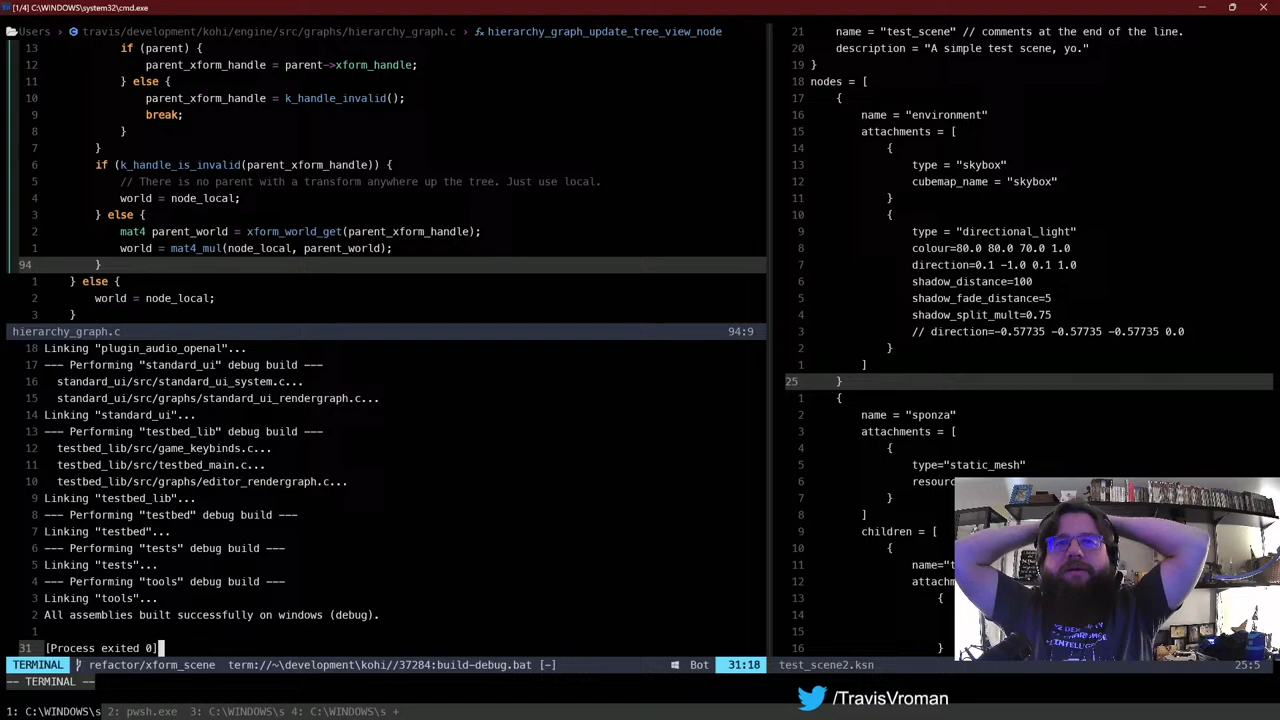 [1/4] C:\WINDOWS\system32\cmd.exe
Users > travis/travis/kohi/engine/src/graphs/hierarchy_graph.c > hierarchy_graph_update_tree_view_node
13 if (parent) {
12 parent_xform_handle = parent->xform_handle;
11 } else {
10 parent_xform_handle = k_handle_invalid();
9 break;
8 }
7 }
6 if (k_handle_is_invalid(parent_xform_handle)) {
5 // There is no parent with a transform anywhere up the tree. Just use local.
4 world = node_local;
3 } else {
2 mat4 parent_world = xform_world_get(parent_xform_handle);
1 world = mat4_mul(node_local, parent_world);
94 }
1 } else {
2 world = node_local;
3 }
hierarchy_graph.c 94:9
18 Linking "plugin_audio_openal"...
17 --- Performing "standard_ui" debug build ---
16 standard_ui/src/standard_ui_system.c...
15 standard_ui/src/graphs/standard_ui_rendergraph.c...
14 Linking "standard_ui"...
13 --- Performing "testbed_lib" debug build ---
12 testbed_lib/src/game_keybinds.c...
11 testbed_lib/src/testbed_main.c...
10 testbed_lib/src/graphs/editor_rendergraph.c...
9 Linking "testbed_lib"...
8 --- Performing "testbed" debug build ---
7 Linking "testbed"...
6 --- Performing "tests" debug build ---
5 Linking "tests"...
4 --- Performing "tools" debug build ---
3 Linking "tools"...
2 All assemblies built successfully on windows (debug).
1
31 [Process exited 0]
TERMINAL refactor/xform_scene term://~\development\kohi//37284:build-debug.bat [-] Bot 31:18
-- TERMINAL --
21 name = "test_scene" // comments at the end of the line.
20 description = "A simple test scene, yo."
19 }
18 nodes = [
17 {
16 name = "environment"
15 attachments = [
14 {
13 type = "skybox"
12 cubemap_name = "skybox"
11 }
10 {
9 type = "directional_light"
8 colour=80.0 80.0 70.0 1.0
7 direction=0.1 -1.0 0.1 1.0
6 shadow_distance=100
5 shadow_fade_distance=5
4 shadow_split_mult=0.75
3 // direction=-0.57735 -0.57735 -0.57735 0.0
2 }
1 ]
25 }
1 {
2 name = "sponza"
3 attachments = [
4 {
5 type="static_mesh"
6 resourc
7 }
8 ]
9 children = [
10 {
11 name="t
12 attachm
13 {
14
15
16 }
test_scene2.ksn 25:5
/TravisVroman
1: C:\WINDOWS\s 2: pwsh.exe 3: C:\WINDOWS\s 4: C:\WINDOWS\s +